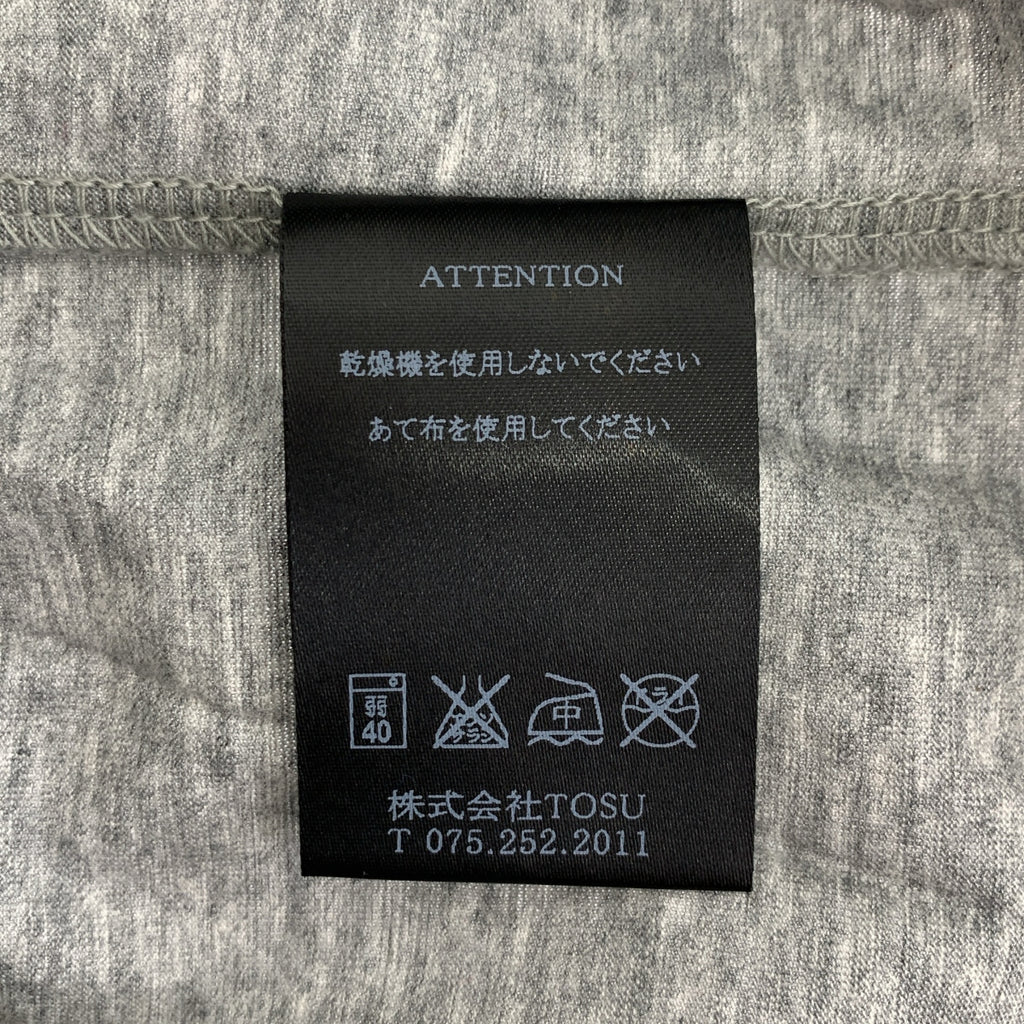 ATTENTION
乾燥機を使用しないでください
あて布を使用してください
弱 中
40
株式会社TOSU
T 075.252.2011